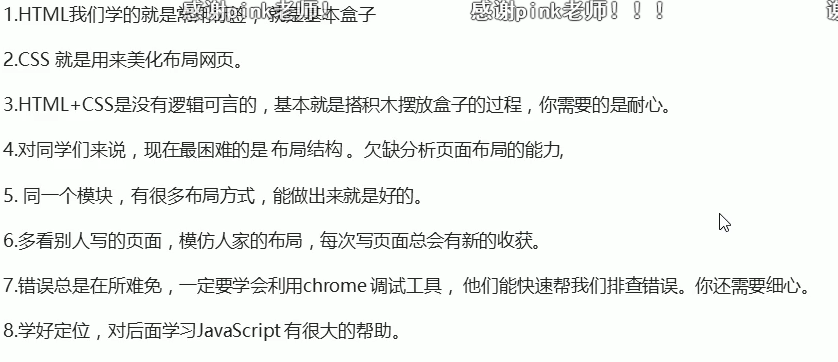 1.HTML我们学的就是常用标签，就是基本盒子
感谢pink老师！
感谢pink老师！！！
2.CSS 就是用来美化布局网页。
3.HTML+CSS是没有逻辑可言的，基本就是搭积木摆放盒子的过程，你需要的是耐心。
4.对同学们来说，现在最困难的是 布局结构 。欠缺分析页面布局的能力,
5. 同一个模块，有很多布局方式，能做出来就是好的。
6.多看别人写的页面，模仿人家的布局，每次写页面总会有新的收获。
7.错误总是在所难免，一定要学会利用chrome 调试工具， 他们能快速帮我们排查错误。你还需要细心。
8.学好定位，对后面学习JavaScript 有很大的帮助。